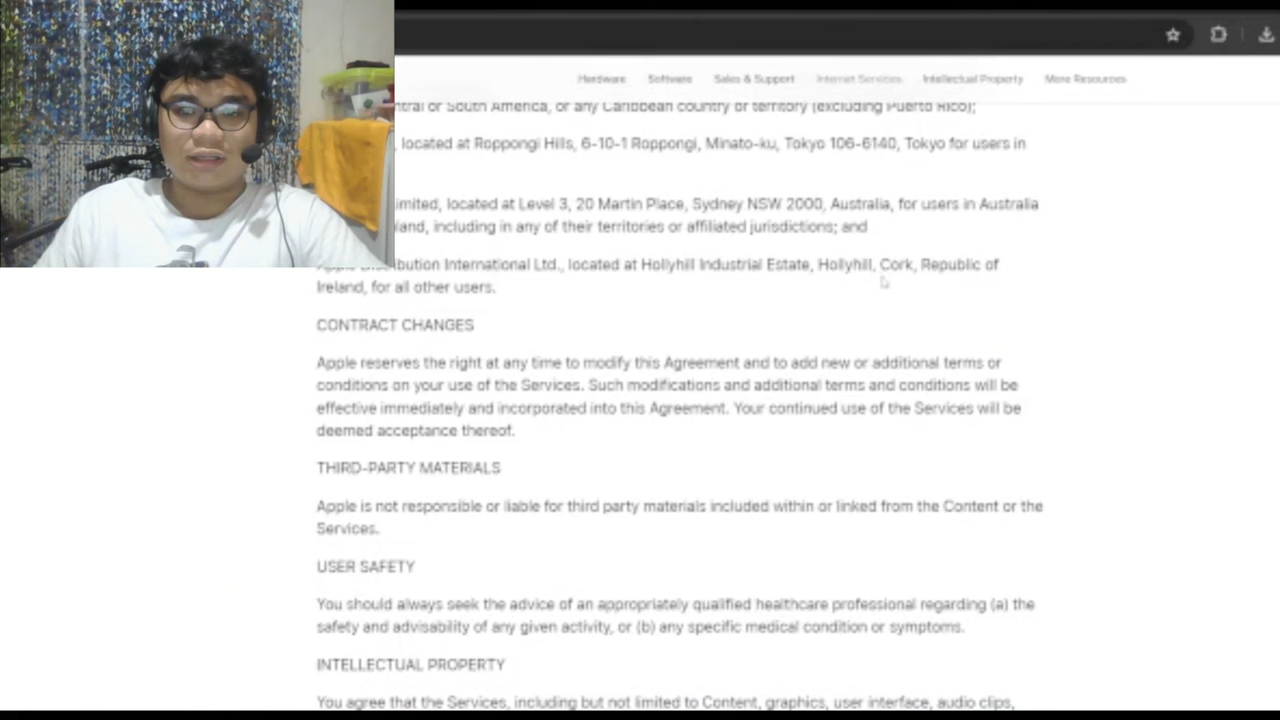 Hardware Software Sales & Support Internet Services Intellectual Property More Resources
ntral or South America, or any Caribbean country or territory (excluding Puerto Rico);
, located at Roppongi Hills, 6-10-1 Roppongi, Minato-ku, Tokyo 106-6140, Tokyo for users in
imited, located at Level 3, 20 Martin Place, Sydney NSW 2000, Australia, for users in Australia
land, including in any of their territories or affiliated jurisdictions; and
Apple Distribution International Ltd., located at Hollyhill Industrial Estate, Hollyhill, Cork, Republic of
Ireland, for all other users.
CONTRACT CHANGES
Apple reserves the right at any time to modify this Agreement and to add new or additional terms or
conditions on your use of the Services. Such modifications and additional terms and conditions will be
effective immediately and incorporated into this Agreement. Your continued use of the Services will be
deemed acceptance thereof.
THIRD-PARTY MATERIALS
Apple is not responsible or liable for third party materials included within or linked from the Content or the
Services.
USER SAFETY
You should always seek the advice of an appropriately qualified healthcare professional regarding (a) the
safety and advisability of any given activity, or (b) any specific medical condition or symptoms.
INTELLECTUAL PROPERTY
You agree that the Services, including but not limited to Content, graphics, user interface, audio clips,